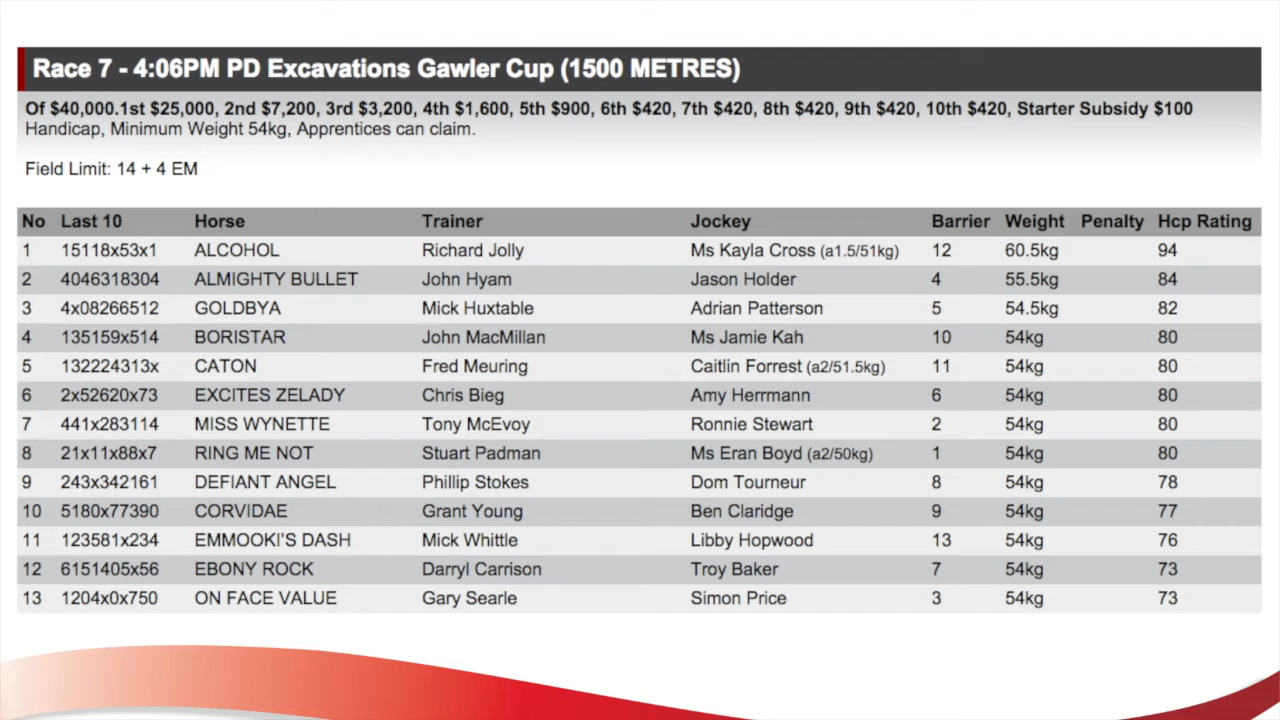 Race 7 - 4:06PM PD Excavations Gawler Cup (1500 METRES)
Of $40,000.1st $25,000, 2nd $7,200, 3rd $3,200, 4th $1,600, 5th $900, 6th $420, 7th $420, 8th $420, 9th $420, 10th $420, Starter Subsidy $100
Handicap, Minimum Weight 54kg, Apprentices can claim.
Field Limit: 14 + 4 EM
No Last 10 Horse Trainer Jockey Barrier Weight Penalty Hcp Rating
1 15118x53x1 ALCOHOL Richard Jolly Ms Kayla Cross (a1.5/51kg) 12 60.5kg 94
2 4046318304 ALMIGHTY BULLET John Hyam Jason Holder 4 55.5kg 84
3 4x08266512 GOLDBYA Mick Huxtable Adrian Patterson 5 54.5kg 82
4 135159x514 BORISTAR John MacMillan Ms Jamie Kah 10 54kg 80
5 132224313x CATON Fred Meuring Caitlin Forrest (a2/51.5kg) 11 54kg 80
6 2x52620x73 EXCITES ZELADY Chris Bieg Amy Herrmann 6 54kg 80
7 441x283114 MISS WYNETTE Tony McEvoy Ronnie Stewart 2 54kg 80
8 21x11x88x7 RING ME NOT Stuart Padman Ms Eran Boyd (a2/50kg) 1 54kg 80
9 243x342161 DEFIANT ANGEL Phillip Stokes Dom Tourneur 8 54kg 78
10 5180x77390 CORVIDAE Grant Young Ben Claridge 9 54kg 77
11 123581x234 EMMOOKI'S DASH Mick Whittle Libby Hopwood 13 54kg 76
12 6151405x56 EBONY ROCK Darryl Carrison Troy Baker 7 54kg 73
13 1204x0x750 ON FACE VALUE Gary Searle Simon Price 3 54kg 73